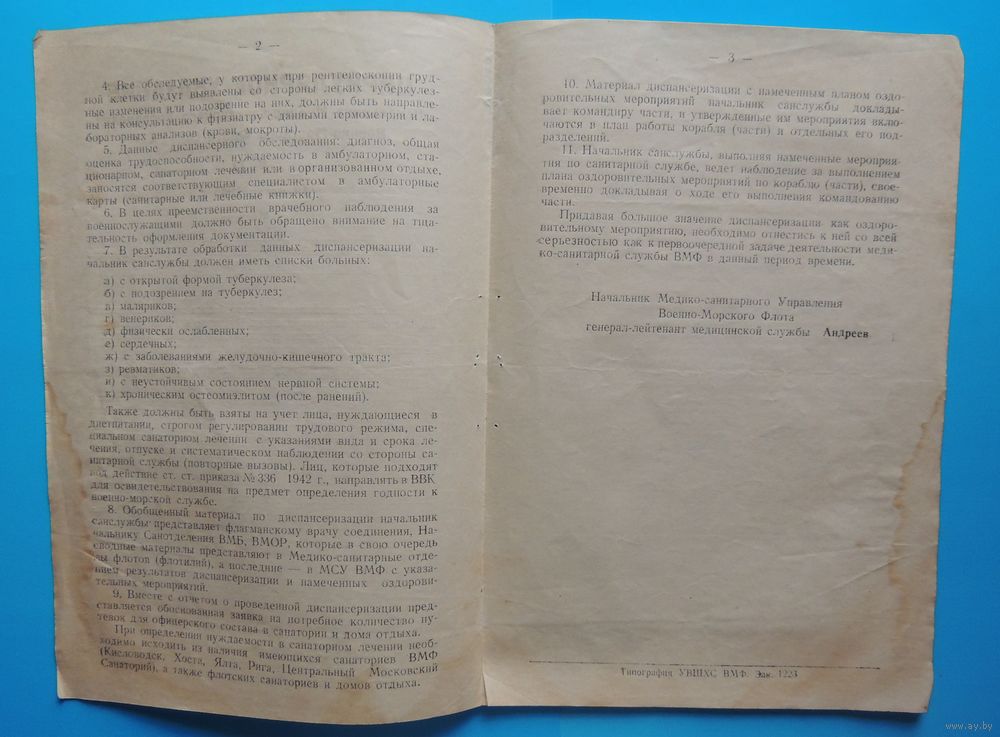 — 2 —
4. Все обследуемые, у которых при рентгеноскопии груд-
ной клетки будут выявлены со стороны легких туберкулез-
ные изменения или подозрение на них, должны быть направле-
ны на консультацию к фтизиатру с данными термометрии и ла-
бораторных анализов (крови, мокроты).
5. Данные диспансерного обследования: диагноз, общая
оценка трудоспособности, нуждаемость в амбулаторном, ста-
ционарном, санаторном лечении или в организованном отдыхе,
заносятся соответствующим специалистом в амбулаторные
карты (санитарные или лечебные книжки).
6. В целях преемственности врачебного наблюдения за
военнослужащими должно быть обращено внимание на тща-
тельность оформления документации.
7. В результате обработки данных диспансеризации на-
чальник санслужбы должен иметь списки больных:
а) с открытой формой туберкулеза;
б) с подозрением на туберкулез;
в) маляриков;
г) венериков;
д) физически ослабленных;
е) сердечных;
ж) с заболеваниями желудочно-кишечного тракта;
з) ревматиков;
и) с неустойчивым состоянием нервной системы;
к) хроническим остеомиэлитом (после ранений).
Также должны быть взяты на учет лица, нуждающиеся в
диетпитании, строгом регулировании трудового режима, спе-
циальном санаторном лечении с указаниями вида и срока ле-
чения, отпуске и систематическом наблюдении со стороны са-
нитарной службы (повторные вызовы). Лиц, которые подходят
под действие ст. ст. приказа № 336 1942 г., направлять в ВВК
для освидетельствования на предмет определения годности к
военно-морской службе.
8. Обобщенный материал по диспансеризации начальник
санслужбы представляет флагманскому врачу соединения, На-
чальнику Санотделения ВМБ, ВМОР, которые в свою очередь
сводные материалы представляют в Медико-санитарные отде-
лы флотов (флотилий), а последние — в МСУ ВМФ с указа-
нием результатов диспансеризации и намеченных оздорови-
тельных мероприятий.
9. Вместе с отчетом о проведенной диспансеризации пред-
ставляется обоснованная заявка на потребное количество пу-
тевок для офицерского состава в санатории и дома отдыха.
При определении нуждаемости в санаторном лечении необ-
ходимо исходить из наличия имеющихся санаториев ВМФ
(Кисловодск, Хоста, Ялта, Рига, Центральный Московский
Санаторий), а также флотских санаториев и домов отдыха.
— 3 —
10. Материал диспансеризации с намеченным планом оздо-
ровительных мероприятий начальник санслужбы доклады-
вает командиру части, и утвержденные им мероприятия вклю-
чаются в план работы корабля (части) и отдельных его под-
разделений.
11. Начальник санслужбы, выполняя намеченные мероприя-
тия по санитарной службе, ведет наблюдение за выполнением
плана оздоровительных мероприятий по кораблю (части), свое-
временно докладывая о ходе его выполнения командованию
части.
Придавая большое значение диспансеризации как оздоро-
вительному мероприятию, необходимо отнестись к ней со всей
серьезностью как к первоочередной задаче деятельности меди-
ко-санитарной службы ВМФ в данный период времени.
Начальник Медико-санитарного Управления
Военно-Морского Флота
генерал-лейтенант медицинской службы Андреев
Типография УВШХС ВМФ. Зак. 1223
www.ay.by